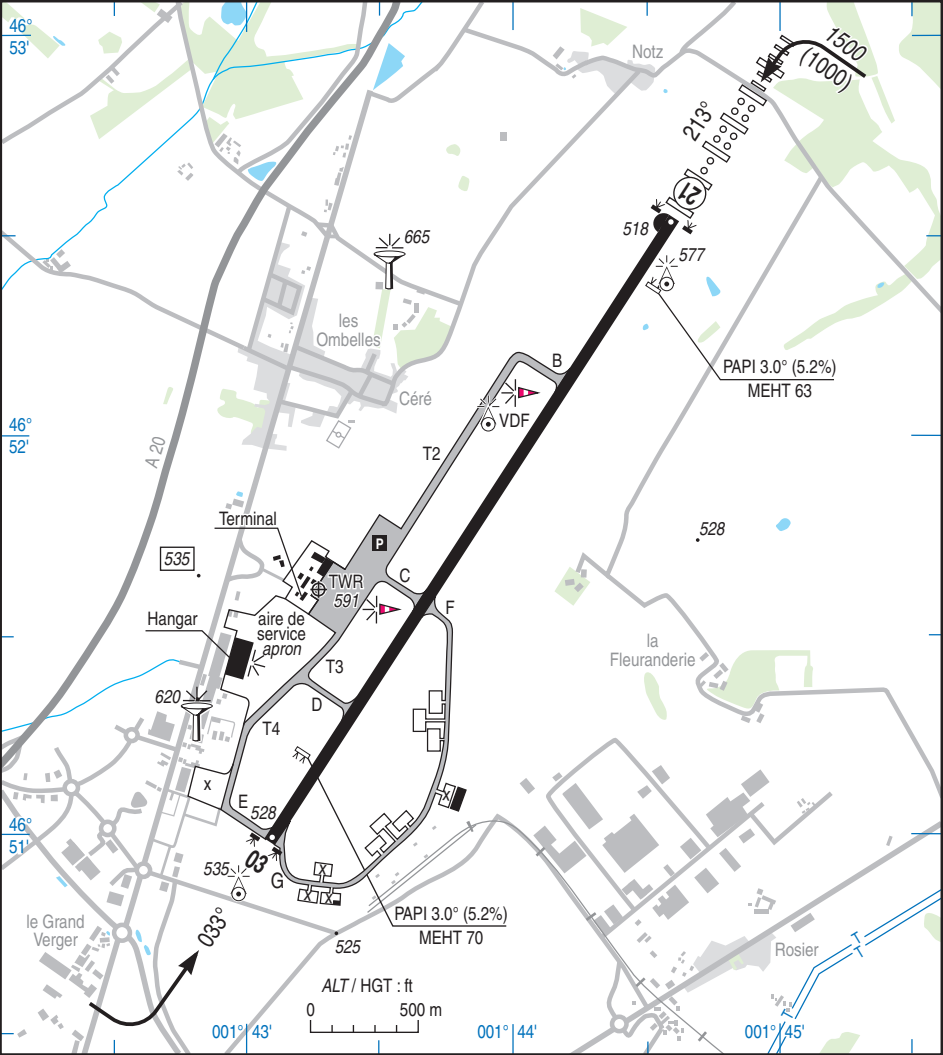 46°
53'
Notz
1500
(1000)
213°
21
518
577
665
les
Ombelles
B
PAPI 3.0° (5.2%)
MEHT 63
Céré
VDF
46°
52'
A 20
T2
Terminal
P
528
535
TWR
591
C
F
Hangar
aire de
service
apron
T3
la
Fleuranderie
620
D
T4
X
E
528
X
46°
51'
03
535
G
X
X
X
PAPI 3.0° (5.2%)
MEHT 70
le Grand
Verger
033°
525
Rosier
T
T
ALT / HGT : ft
0
500 m
001° 43'
001° 44'
001° 45'